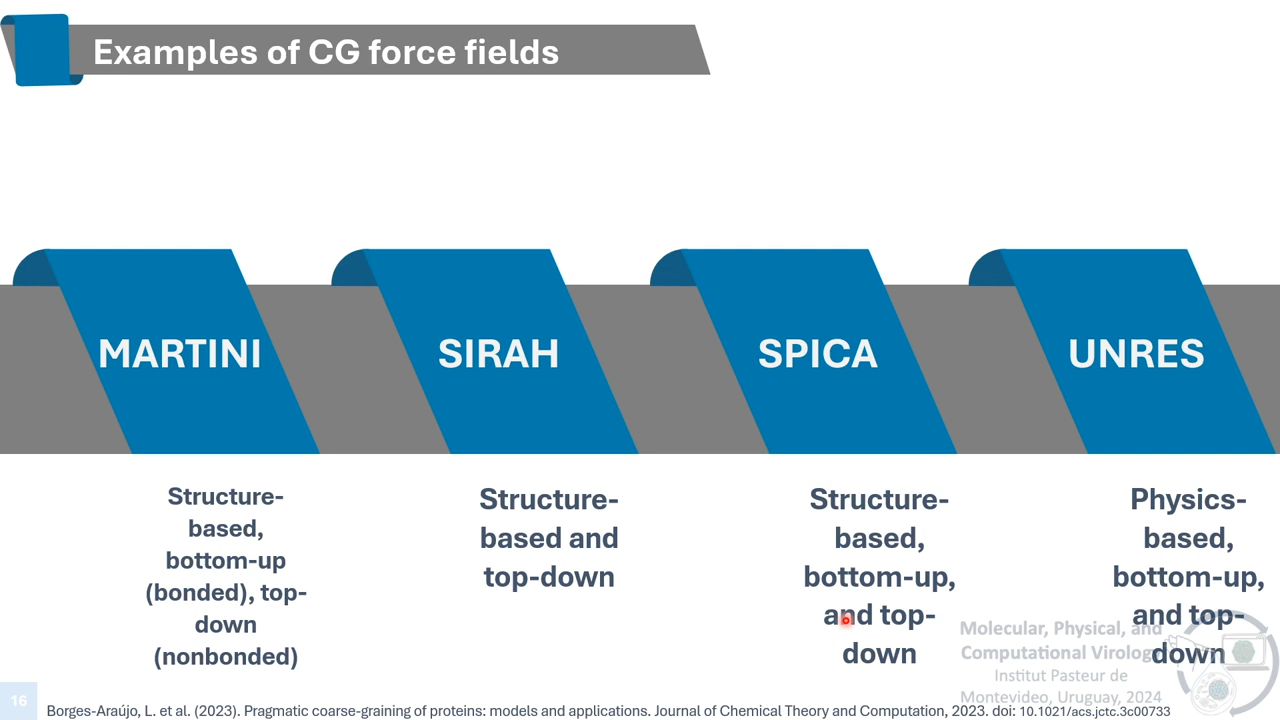 Examples of CG force fields
MARTINI
SIRAH
SPICA
UNRES
Structure-
based,
bottom-up
(bonded), top-
down
(nonbonded)
Structure-
based and
top-down
Structure-
based,
bottom-up,
and top-
down
Physics-
based,
bottom-up,
and top-
down
Molecular, Physical, and
Computational Virology
Institut Pasteur de
Montevideo, Uruguay, 2024
16
Borges-Araújo, L. et al. (2023). Pragmatic coarse-graining of proteins: models and applications. Journal of Chemical Theory and Computation, 2023. doi: 10.1021/acs.jctc.3c00733